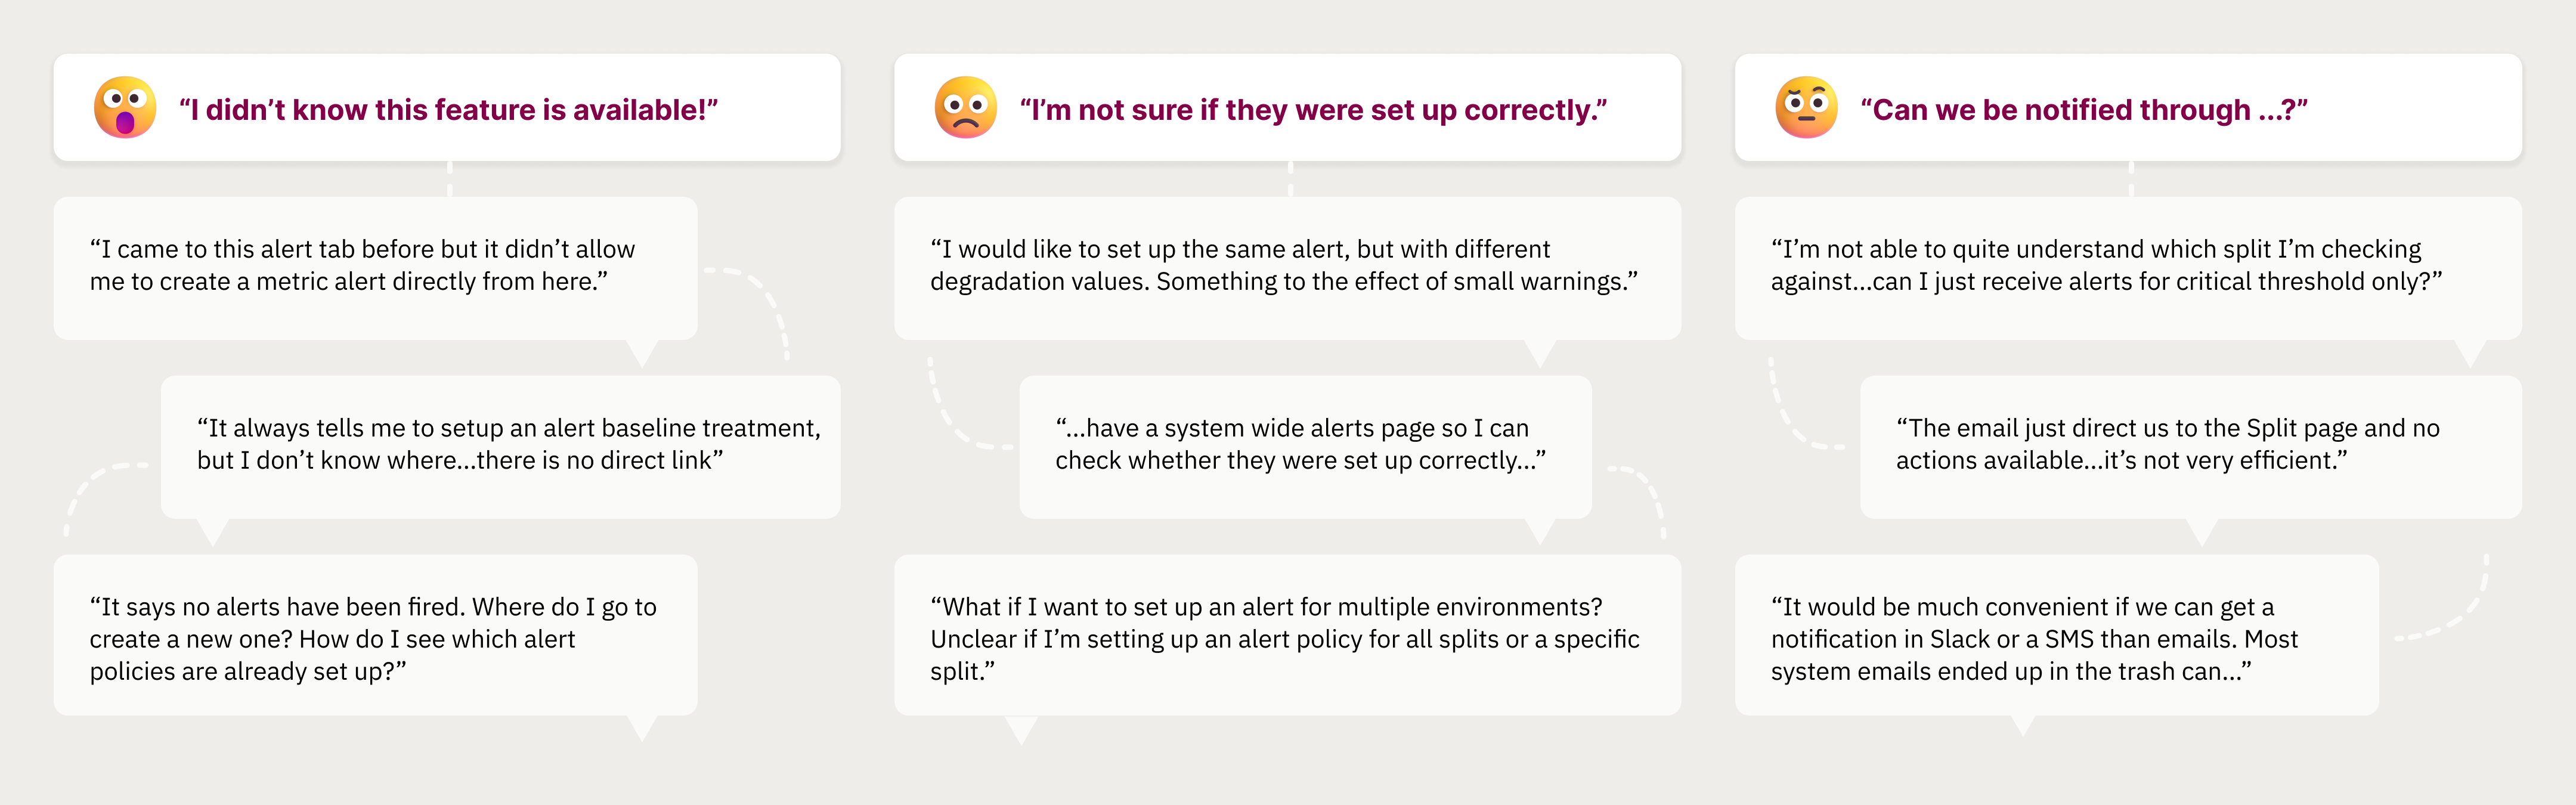 “I didn’t know this feature is available!”
“I came to this alert tab before but it didn’t allow
me to create a metric alert directly from here.”
“It always tells me to setup an alert baseline treatment,
but I don’t know where...there is no direct link”
“It says no alerts have been fired. Where do I go to
create a new one? How do I see which alert
policies are already set up?”
“I’m not sure if they were set up correctly.”
“I would like to set up the same alert, but with different
degradation values. Something to the effect of small warnings.”
“...have a system wide alerts page so I can
check whether they were set up correctly...”
“What if I want to set up an alert for multiple environments?
Unclear if I’m setting up an alert policy for all splits or a specific
split.”
“Can we be notified through ...?”
“I’m not able to quite understand which split I’m checking
against...can I just receive alerts for critical threshold only?”
“The email just direct us to the Split page and no
actions available...it’s not very efficient.”
“It would be much convenient if we can get a
notification in Slack or a SMS than emails. Most
system emails ended up in the trash can...”